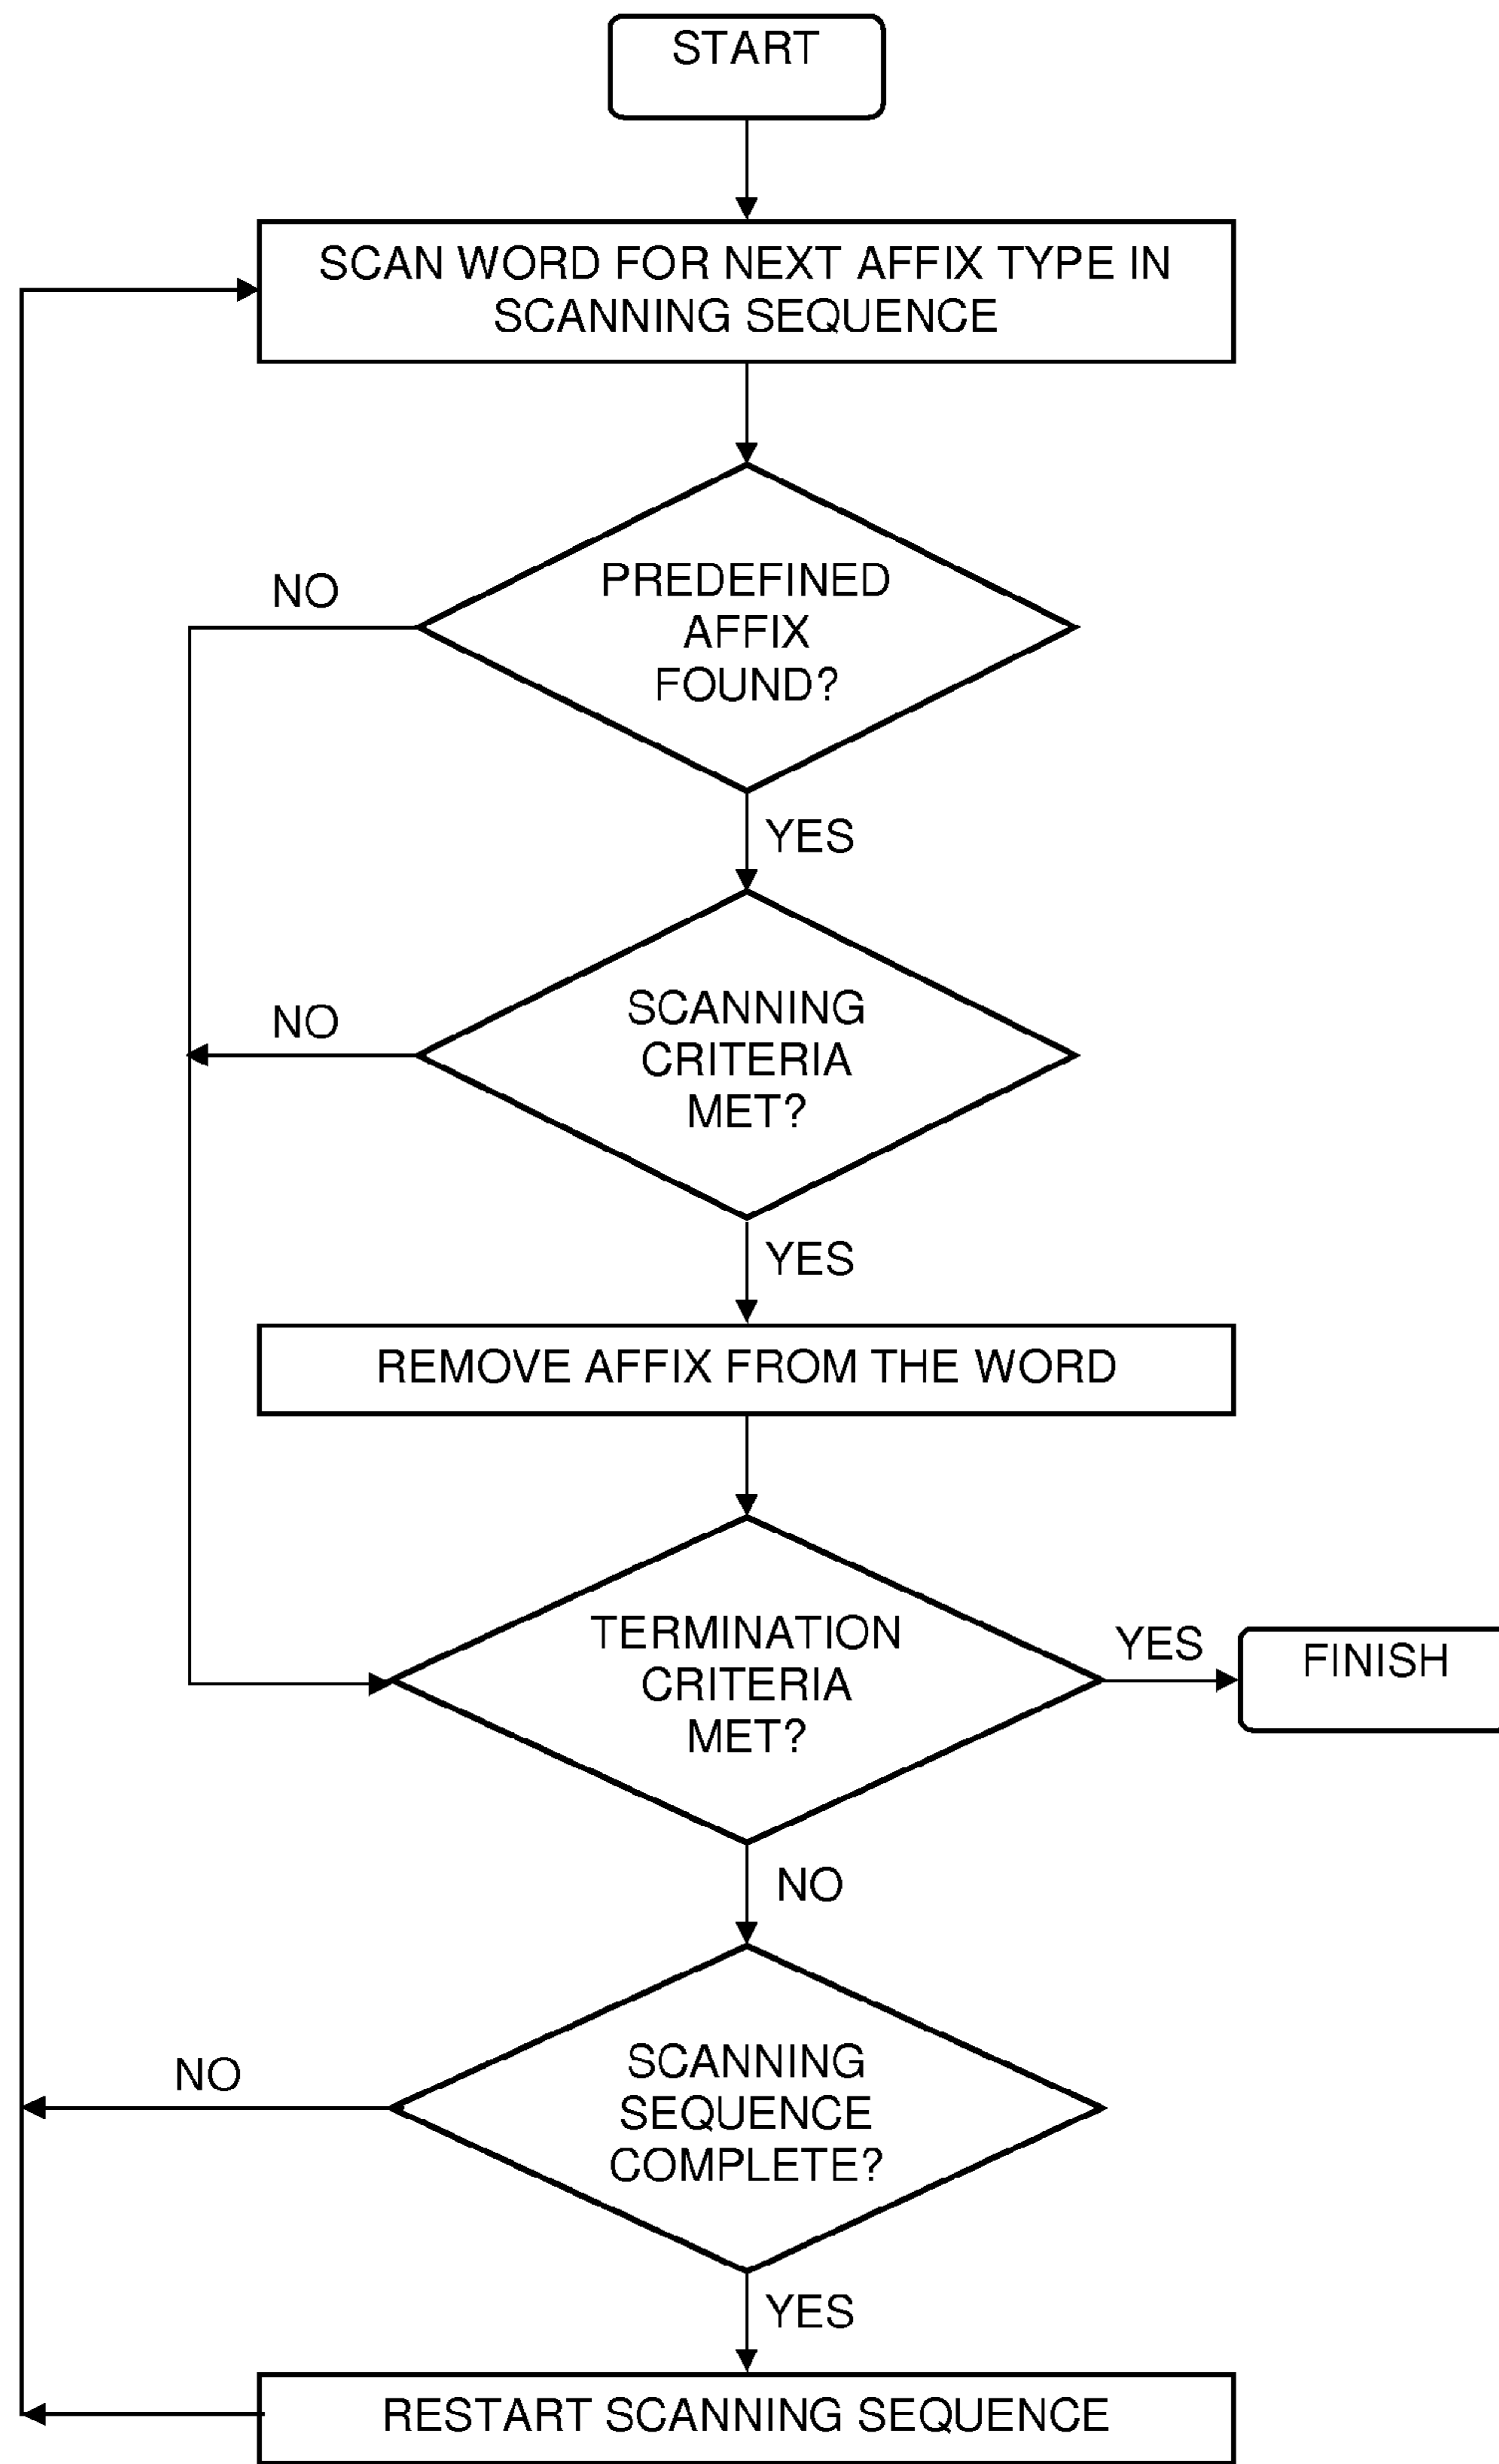 START
SCAN WORD FOR NEXT AFFIX TYPE IN
SCANNING SEQUENCE
NO
PREDEFINED
AFFIX
FOUND?
YES
NO
SCANNING
CRITERIA
MET?
YES
REMOVE AFFIX FROM THE WORD
TERMINATION
CRITERIA
MET?
YES
FINISH
NO
NO
SCANNING
SEQUENCE
COMPLETE?
YES
RESTART SCANNING SEQUENCE